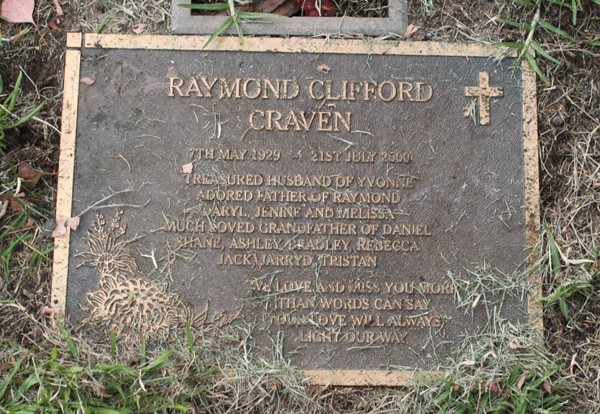 RAYMOND CLIFFORD
CRAVEN
7TH MAY 1929 - 21ST JULY 2000
TREASURED HUSBAND OF YVONNE
ADORED FATHER OF RAYMOND
DARYL, JENINE AND MELISSA
MUCH LOVED GRANDFATHER OF DANIEL
SHANE, ASHLEY, BRADLEY, REBECCA
JACK, JARRYD, TRISTAN
WE LOVE AND MISS YOU MORE
THAN WORDS CAN SAY
YOUR LOVE WILL ALWAYS
LIGHT OUR WAY